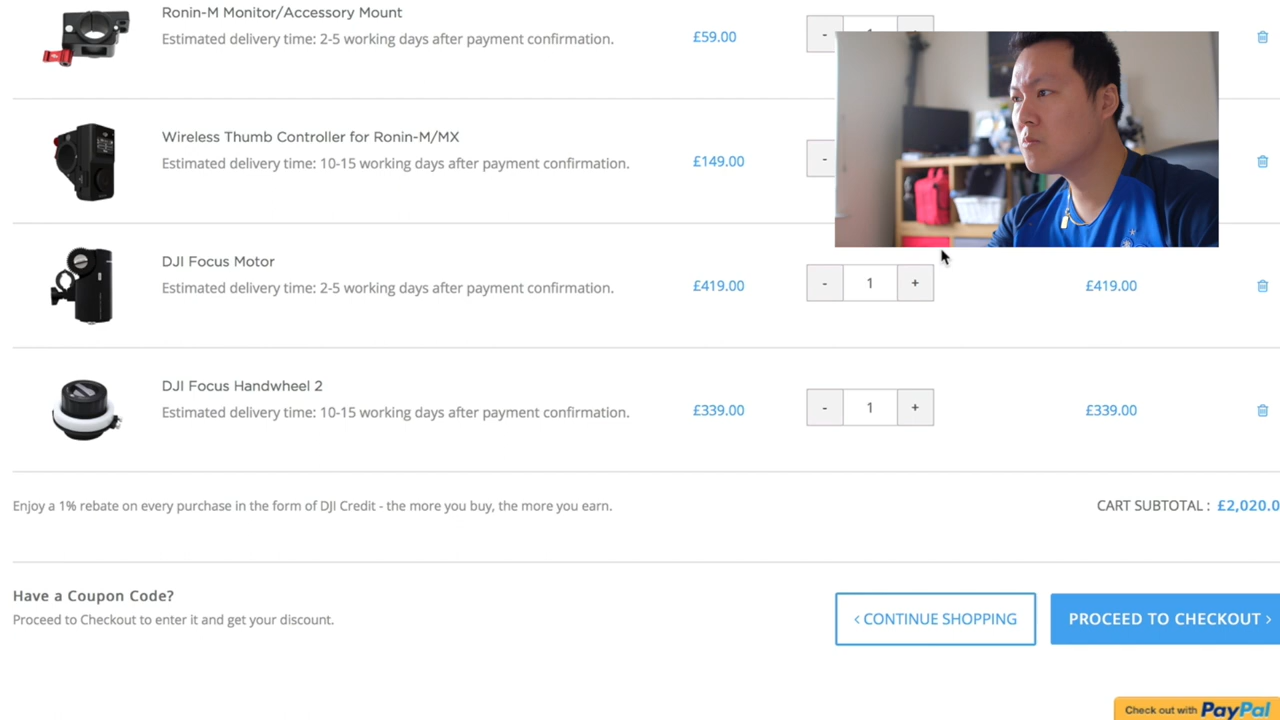 Ronin-M Monitor/Accessory Mount
Estimated delivery time: 2-5 working days after payment confirmation.
£59.00
-
Wireless Thumb Controller for Ronin-M/MX
Estimated delivery time: 10-15 working days after payment confirmation.
£149.00
-
DJI Focus Motor
Estimated delivery time: 2-5 working days after payment confirmation.
£419.00
- 1 +
£419.00
DJI Focus Handwheel 2
Estimated delivery time: 10-15 working days after payment confirmation.
£339.00
- 1 +
£339.00
Enjoy a 1% rebate on every purchase in the form of DJI Credit - the more you buy, the more you earn.
CART SUBTOTAL : £2,020.0
Have a Coupon Code?
Proceed to Checkout to enter it and get your discount.
< CONTINUE SHOPPING
PROCEED TO CHECKOUT >
Check out with PayPal